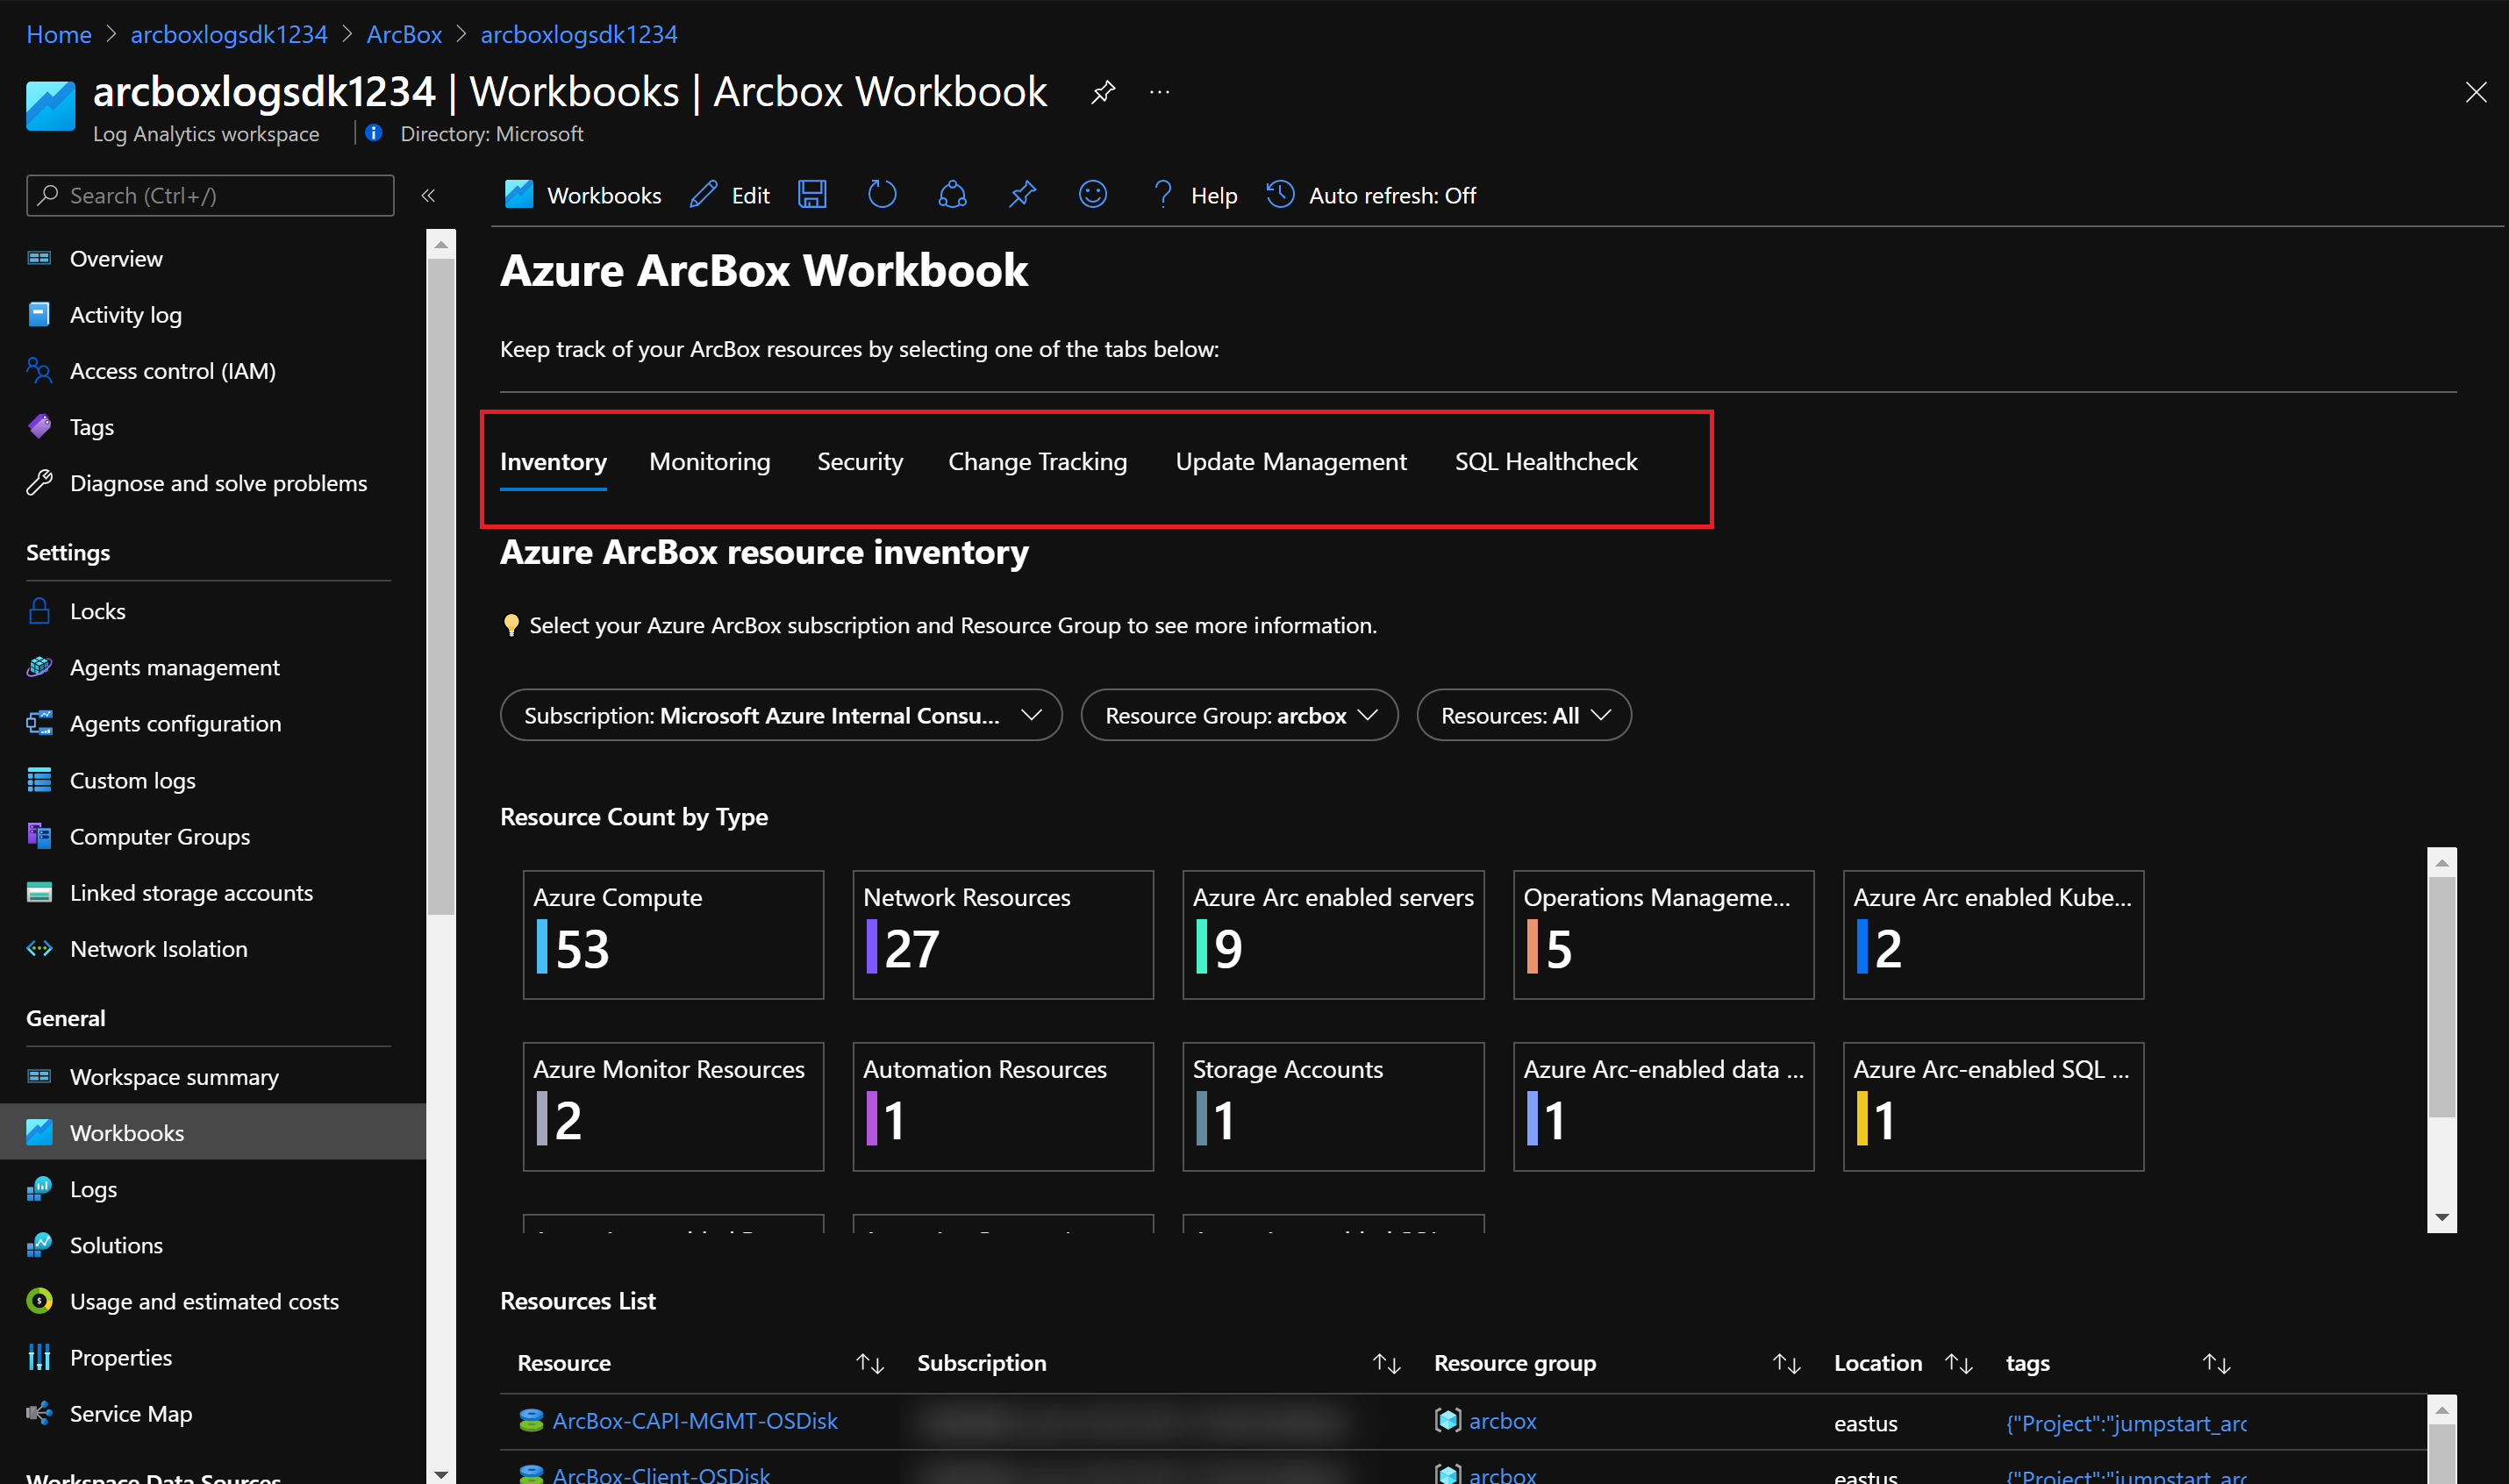 Home > arcboxlogsdk1234 > ArcBox > arcboxlogsdk1234
arcboxlogsdk1234 | Workbooks | Arcbox Workbook ...
Log Analytics workspace | Directory: Microsoft
Search (Ctrl+/) «
Overview
Activity log
Access control (IAM)
Tags
Diagnose and solve problems
Settings
Locks
Agents management
Agents configuration
Custom logs
Computer Groups
Linked storage accounts
Network Isolation
General
Workspace summary
Workbooks
Logs
Solutions
Usage and estimated costs
Properties
Service Map
Workspace Data Sources
Workbooks Edit ? Help Auto refresh: Off
Azure ArcBox Workbook
Keep track of your ArcBox resources by selecting one of the tabs below:
Inventory Monitoring Security Change Tracking Update Management SQL Healthcheck
Azure ArcBox resource inventory
Select your Azure ArcBox subscription and Resource Group to see more information.
Subscription: Microsoft Azure Internal Consu... Resource Group: arcbox Resources: All
Resource Count by Type
Azure Compute Network Resources Azure Arc enabled servers Operations Manageme... Azure Arc enabled Kube...
53 27 9 5 2
Azure Monitor Resources Automation Resources Storage Accounts Azure Arc-enabled data ... Azure Arc-enabled SQL ...
2 1 1 1 1
Resources List
Resource Subscription Resource group Location tags
ArcBox-CAPI-MGMT-OSDisk arcbox eastus {"Project":"jumpstart_arc
ArcBox-Client-OSDisk arcbox eastus {"Project":"jumpstart_arc